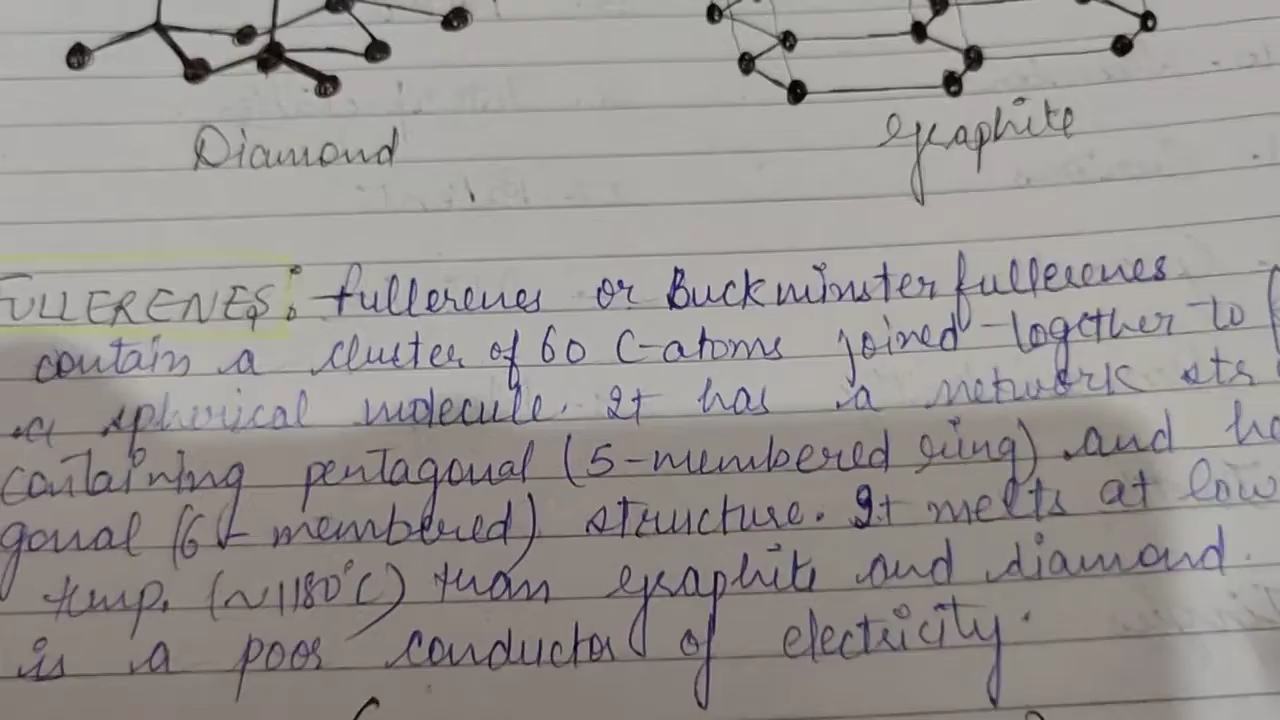 Diamond
graphite
FULLERENES: fullerenes or Buckminster fullerenes
contain a cluster of 60 C-atoms joined together to
a spherical molecule. It has a network
containing pentagonal (5-membered ring) and
gonal (6-membered) structure. It melts at low
temp. (~1180°C) than graphite and diamond.
is a poor conductor of electricity.